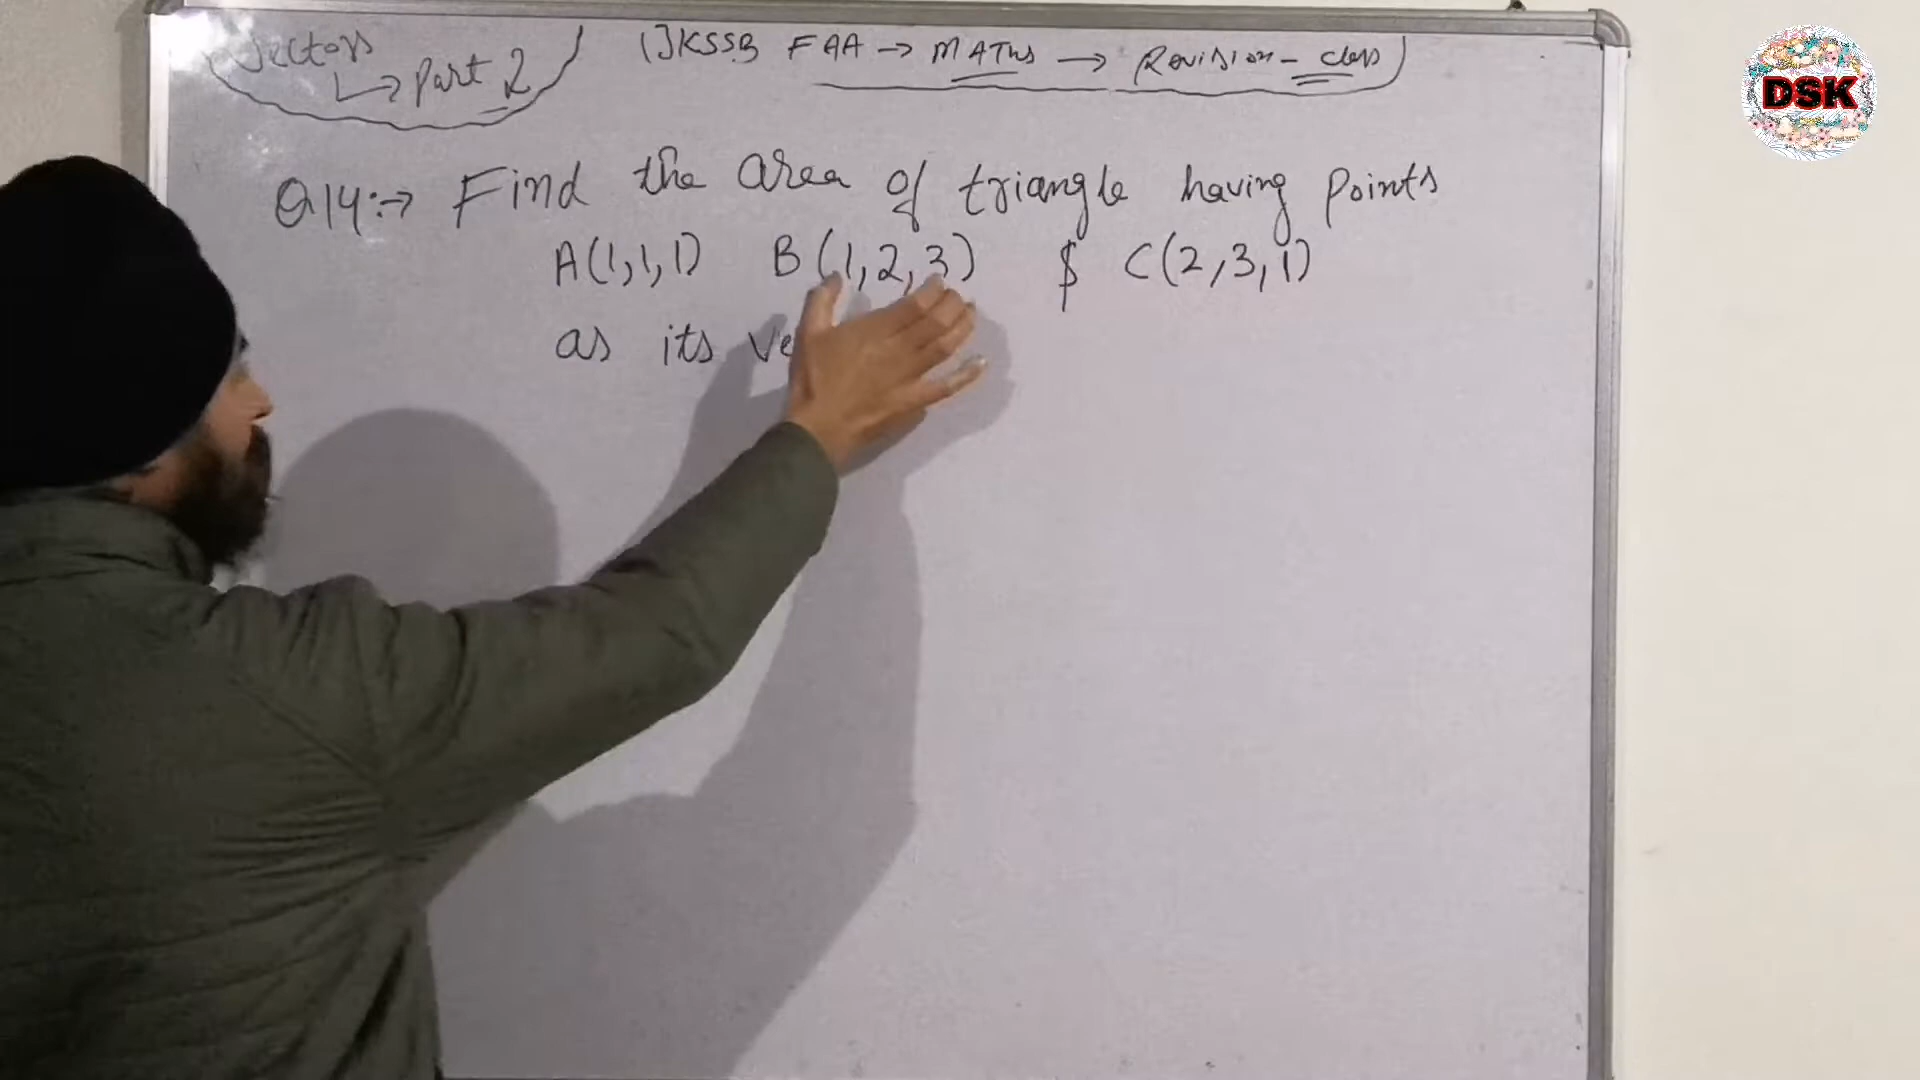 Vectors
→ Part 2
JKSSB FAA → MATHS → Revision - class
DSK
Q14:→ Find the area of triangle having points
A(1,1,1) B(1,2,3) $ C(2,3,1)
as its